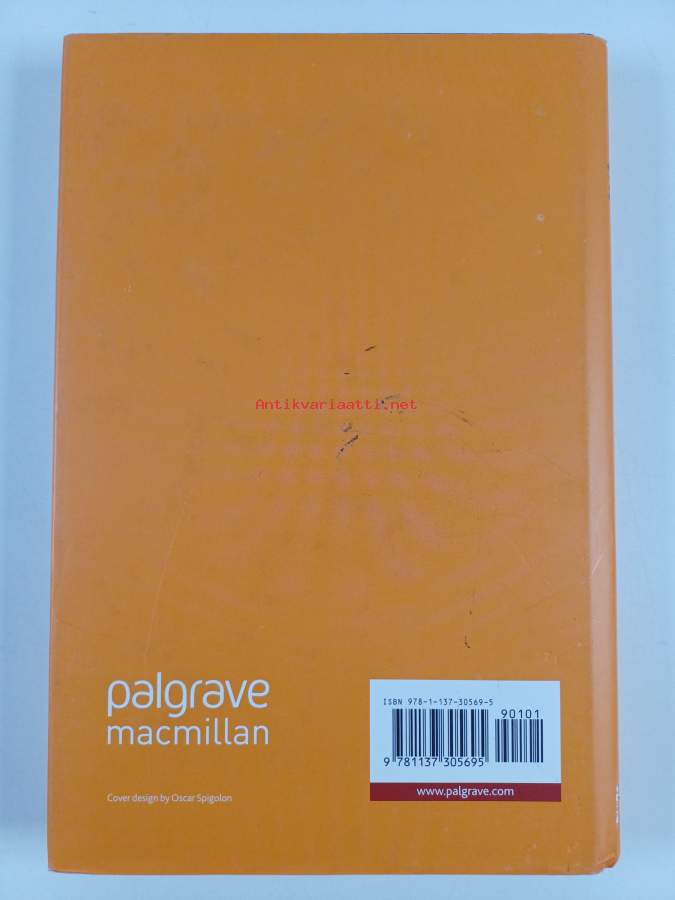 Antikvariaatti.net
palgrave
macmillan
Cover design by Oscar Spigolon
ISBN 978-1-137-30569-5
90101
9 781137 305695
www.palgrave.com